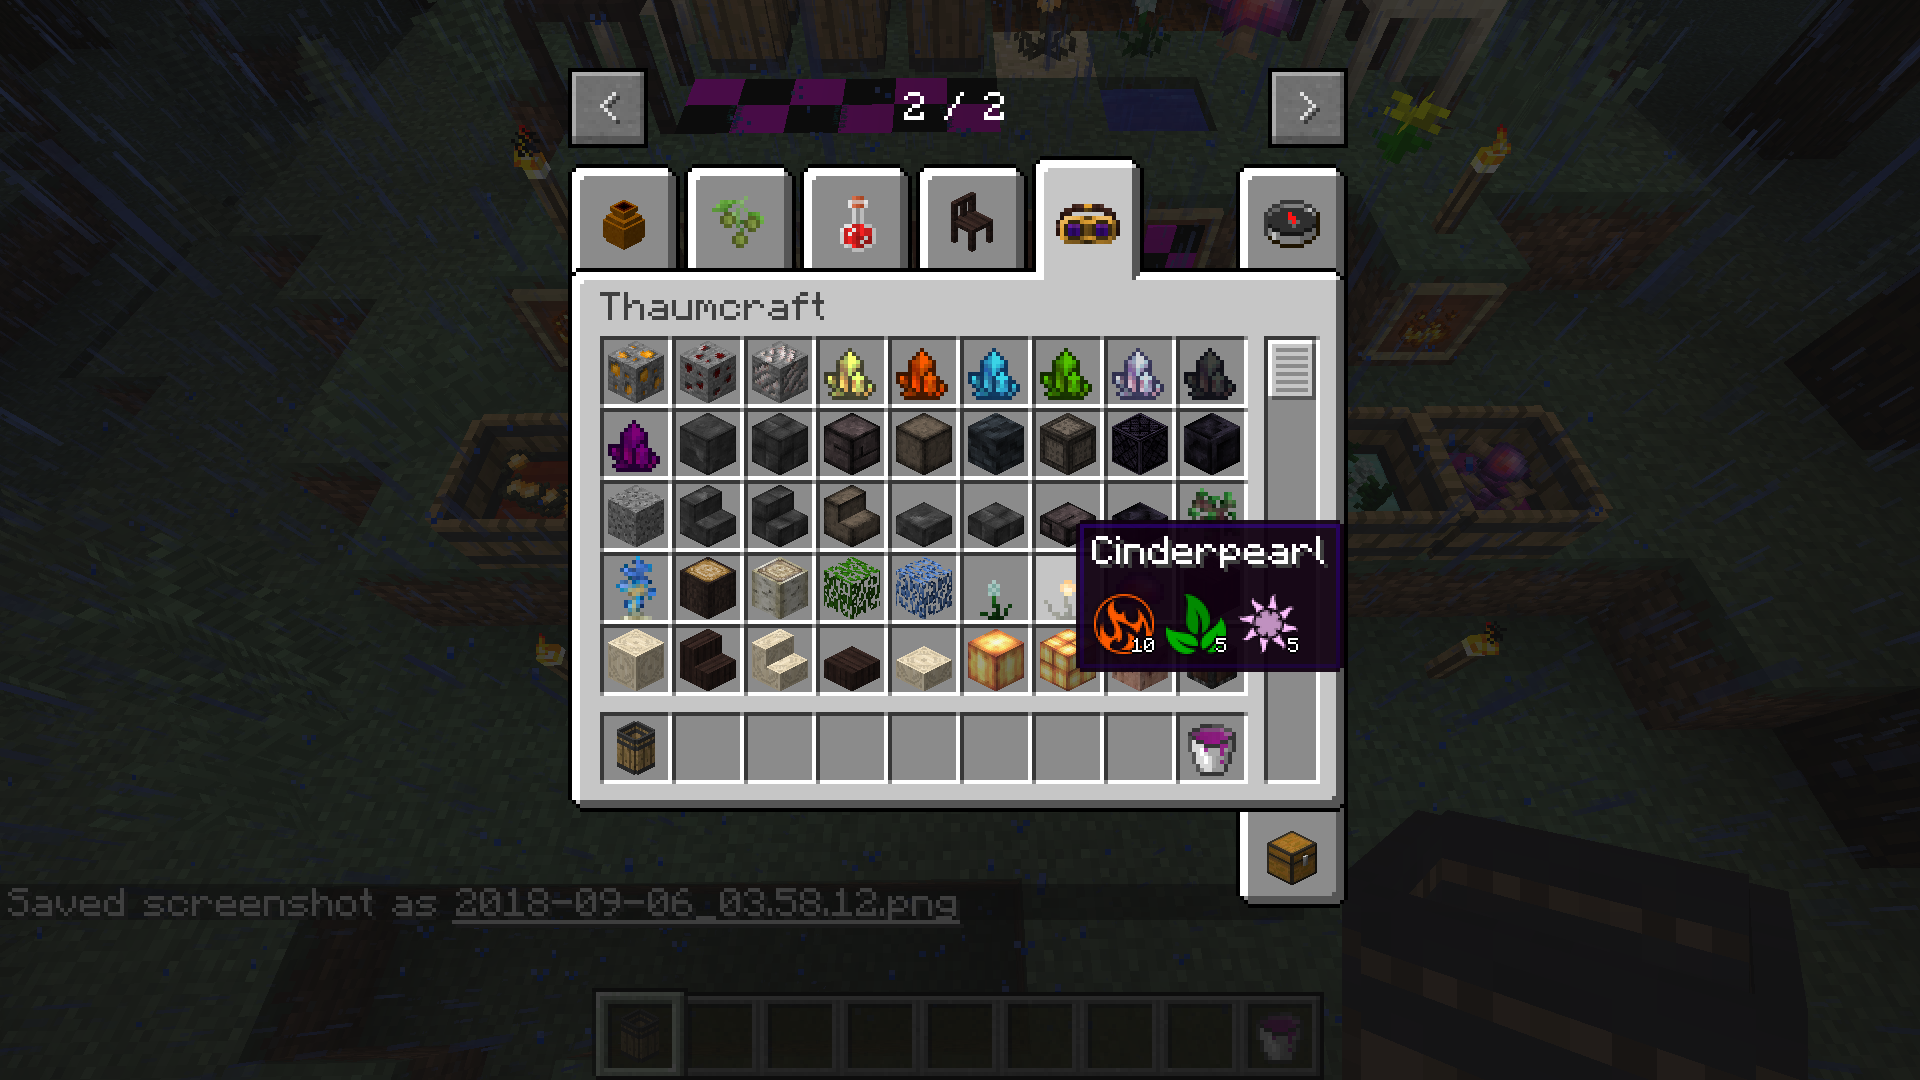 2 / 2
Thaumcraft
Cinderpearl
10 5 5
Saved screenshot as 2018-09-06_03.58.12.png